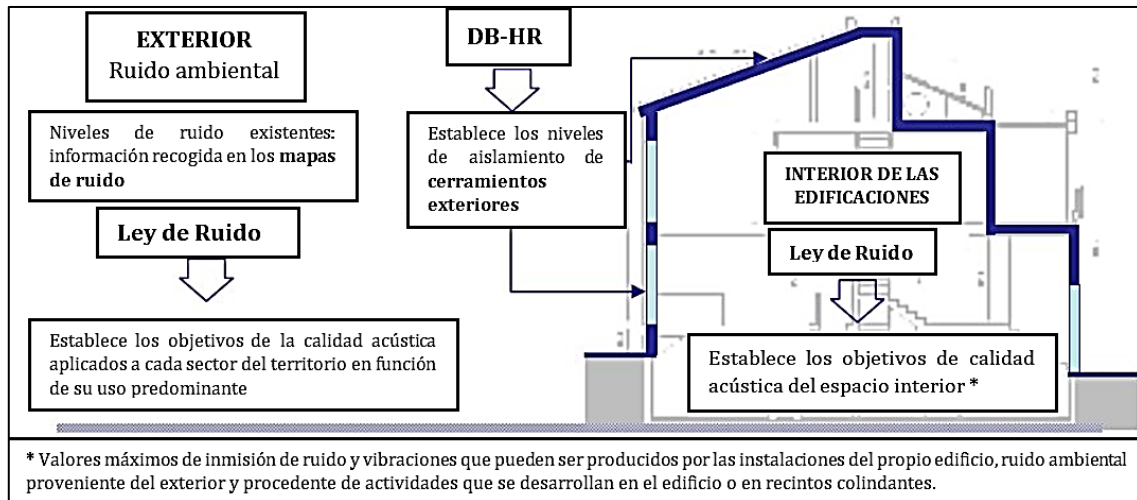 EXTERIOR
Ruido ambiental
Niveles de ruido existentes:
información recogida en los mapas
de ruido
Ley de Ruido
Establece los objetivos de la calidad acústica
aplicados a cada sector del territorio en función
de su uso predominante
DB-HR
Establece los niveles
de aislamiento de
cerramientos
exteriores
INTERIOR DE LAS
EDIFICACIONES
Ley de Ruido
Establece los objetivos de calidad
acústica del espacio interior *
* Valores máximos de inmisión de ruido y vibraciones que pueden ser producidos por las instalaciones del propio edificio, ruido ambiental
proveniente del exterior y procedente de actividades que se desarrollan en el edificio o en recintos colindantes.